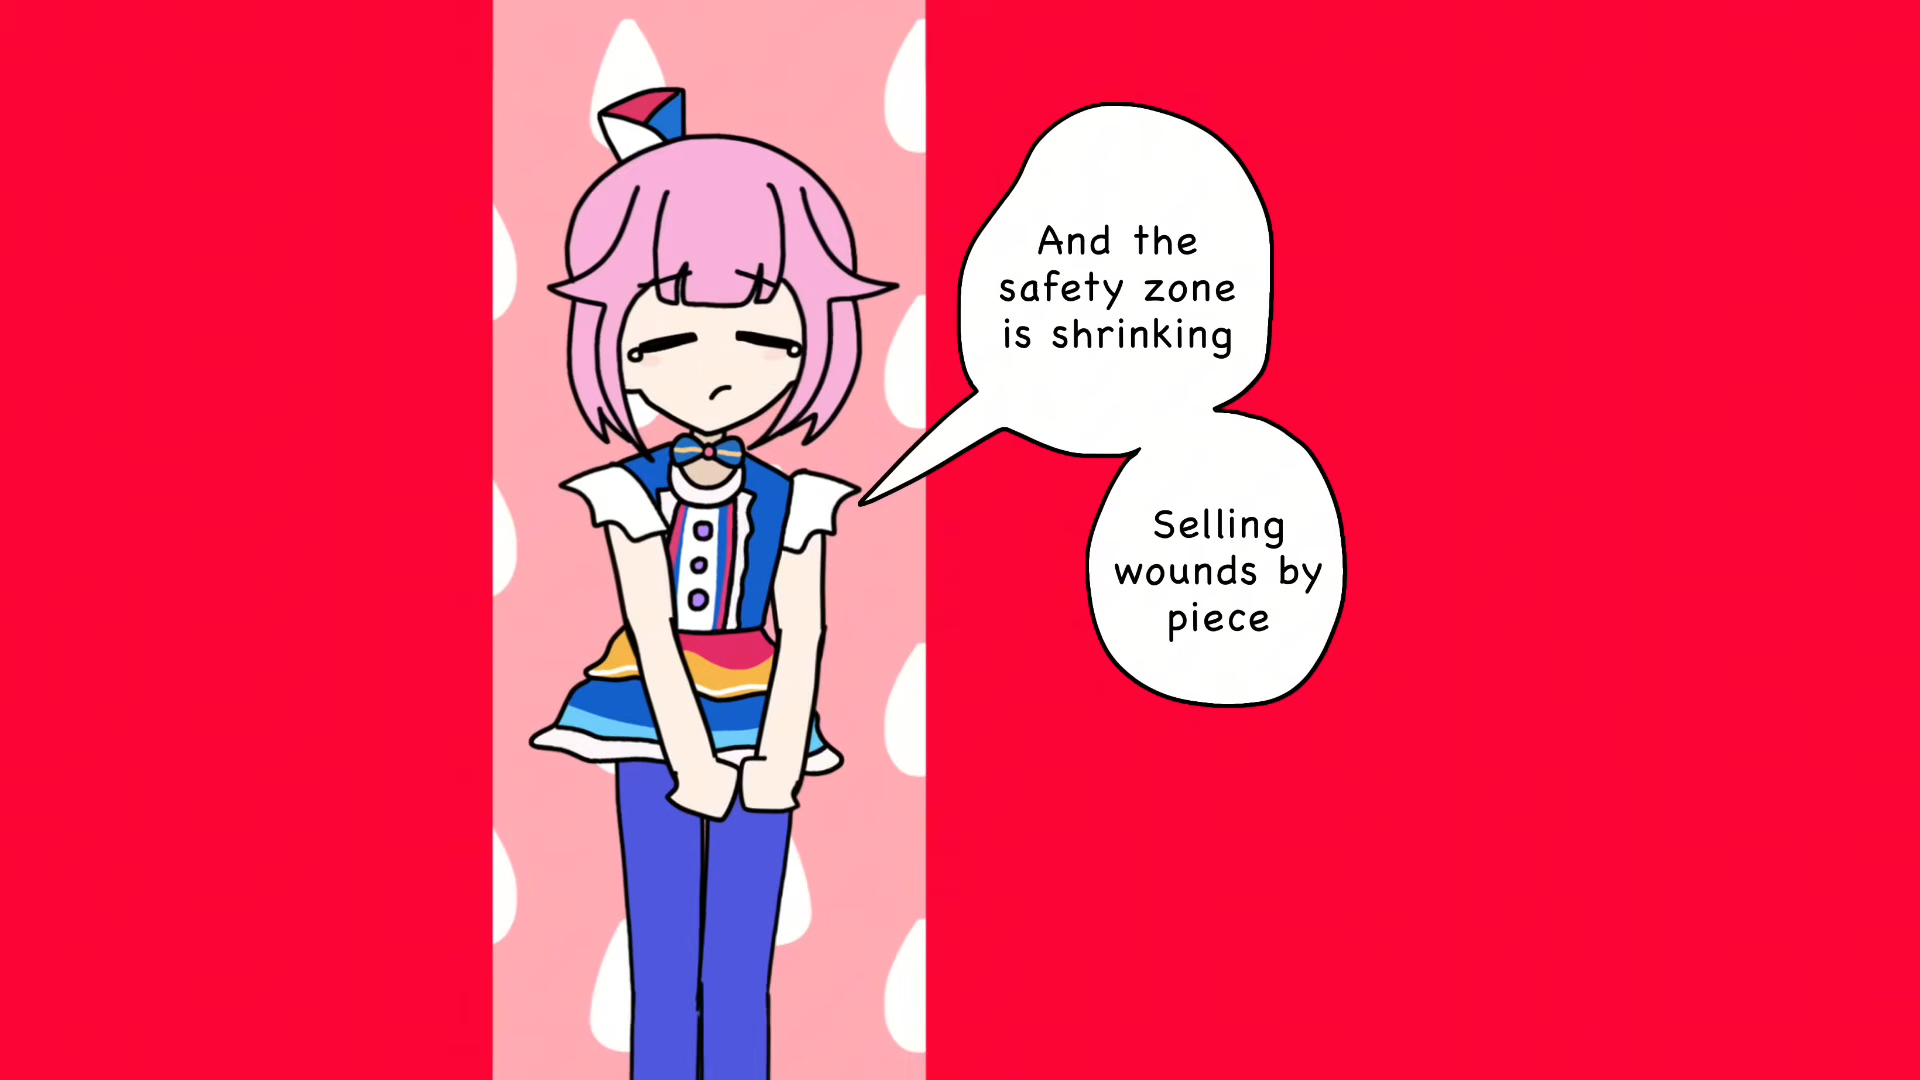 And the
safety zone
is shrinking
Selling
wounds by
piece